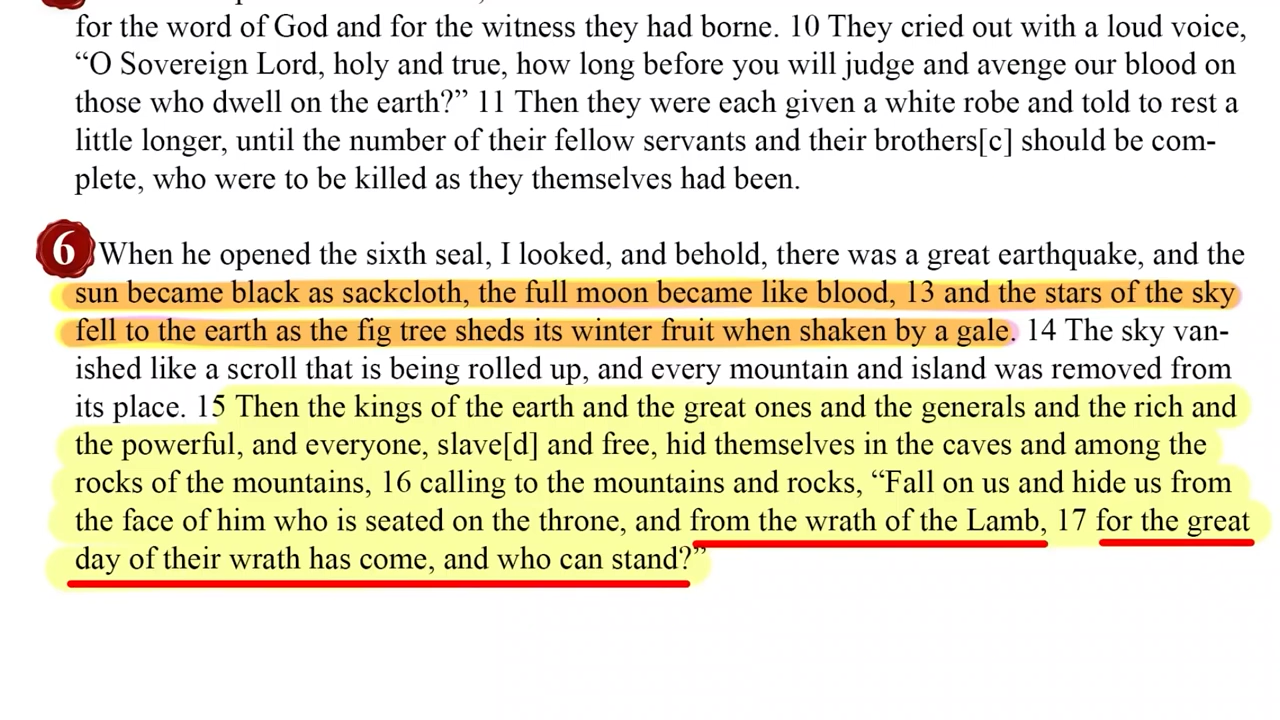 for the word of God and for the witness they had borne. 10 They cried out with a loud voice,
“O Sovereign Lord, holy and true, how long before you will judge and avenge our blood on
those who dwell on the earth?” 11 Then they were each given a white robe and told to rest a
little longer, until the number of their fellow servants and their brothers[c] should be com-
plete, who were to be killed as they themselves had been.
6 When he opened the sixth seal, I looked, and behold, there was a great earthquake, and the
sun became black as sackcloth, the full moon became like blood, 13 and the stars of the sky
fell to the earth as the fig tree sheds its winter fruit when shaken by a gale. 14 The sky van-
ished like a scroll that is being rolled up, and every mountain and island was removed from
its place. 15 Then the kings of the earth and the great ones and the generals and the rich and
the powerful, and everyone, slave[d] and free, hid themselves in the caves and among the
rocks of the mountains, 16 calling to the mountains and rocks, “Fall on us and hide us from
the face of him who is seated on the throne, and from the wrath of the Lamb, 17 for the great
day of their wrath has come, and who can stand?”